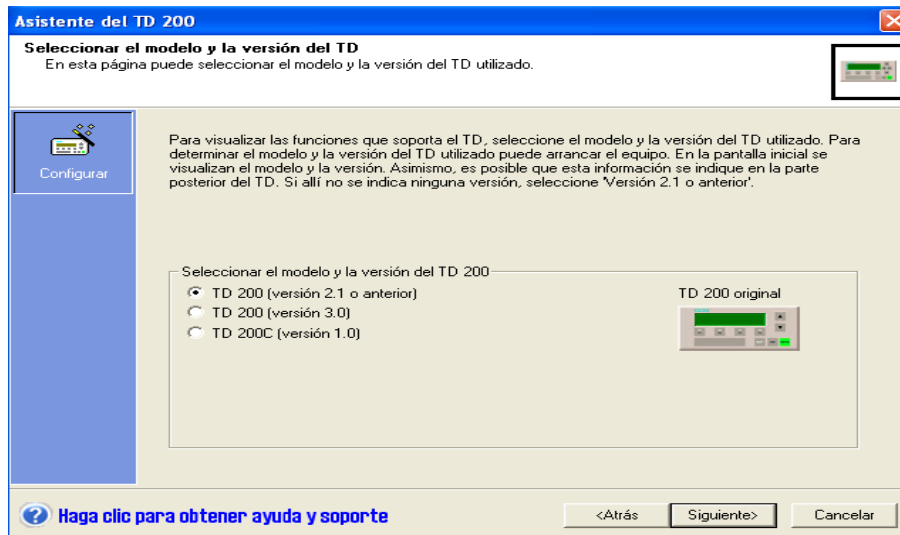 Asistente del TD 200
Seleccionar el modelo y la versión del TD
En esta página puede seleccionar el modelo y la versión del TD utilizado.
Configurar
Para visualizar las funciones que soporta el TD, seleccione el modelo y la versión del TD utilizado. Para
determinar el modelo y la versión del TD utilizado puede arrancar el equipo. En la pantalla inicial se
visualizan el modelo y la versión. Asimismo, es posible que esta información se indique en la parte
posterior del TD. Si allí no se indica ninguna versión, seleccione 'Versión 2.1 o anterior'.
Seleccionar el modelo y la versión del TD 200
TD 200 (versión 2.1 o anterior)
TD 200 (versión 3.0)
TD 200C (versión 1.0)
TD 200 original
Haga clic para obtener ayuda y soporte
<Atrás
Siguiente>
Cancelar